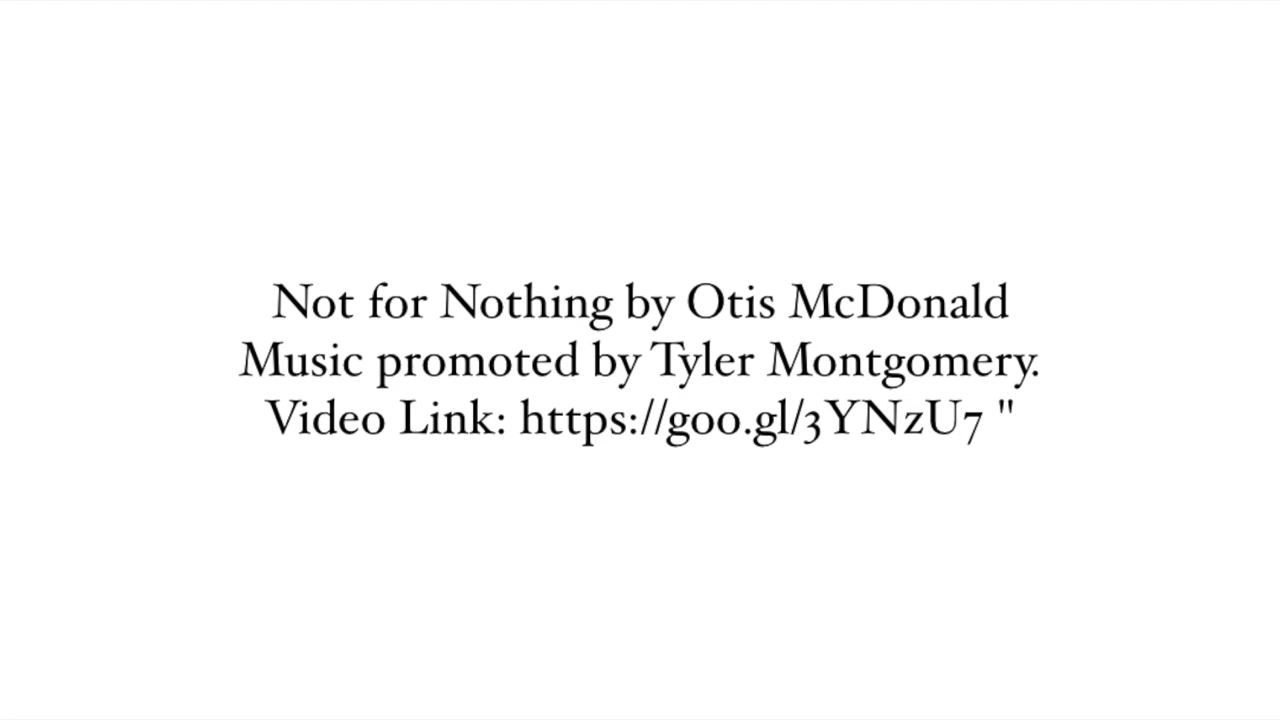 Not for Nothing by Otis McDonald
Music promoted by Tyler Montgomery.
Video Link: https://goo.gl/3YNzU7 "